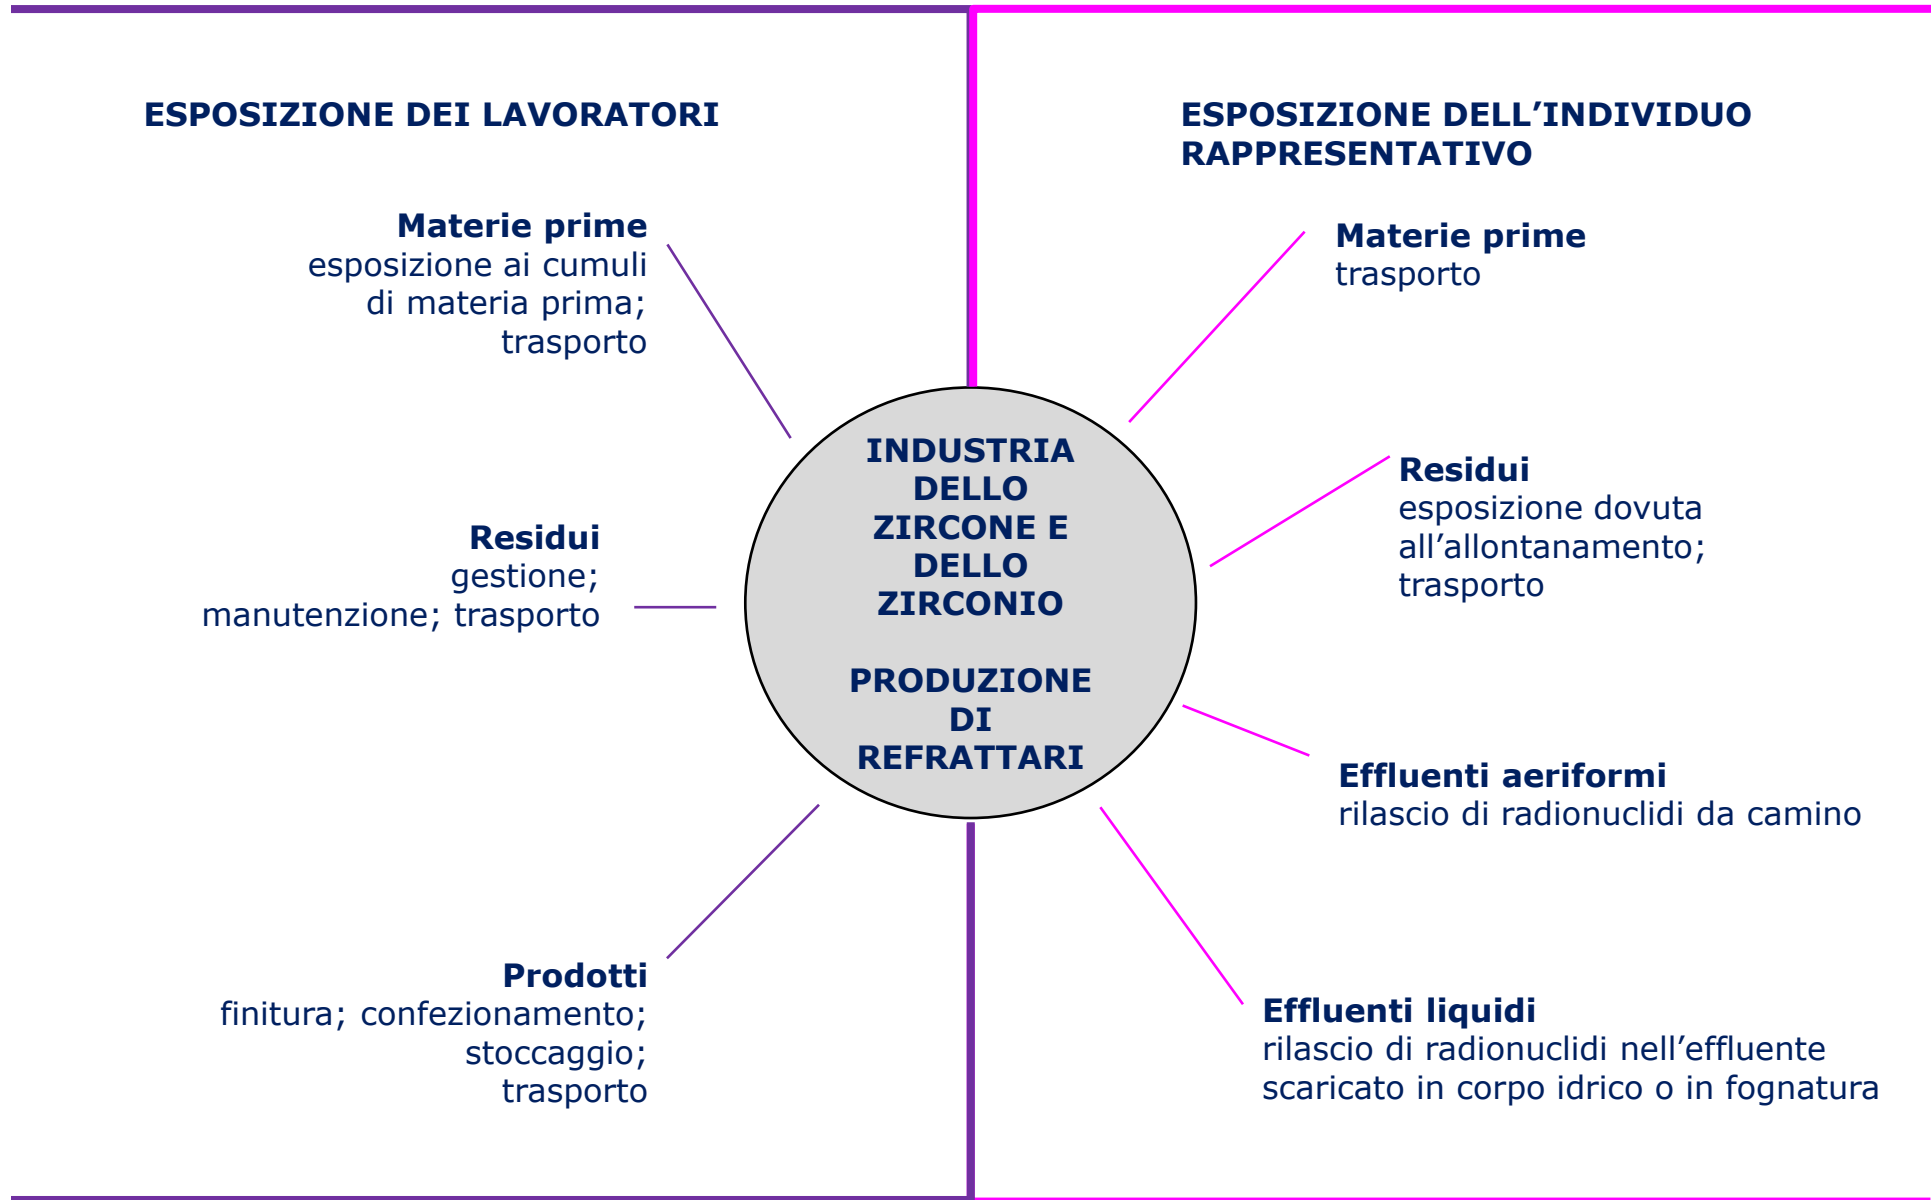 ESPOSIZIONE DEI LAVORATORI
Materie prime
esposizione ai cumuli
di materia prima;
trasporto
Residui
gestione;
manutenzione; trasporto
Prodotti
finitura; confezionamento;
stoccaggio;
trasporto
INDUSTRIA
DELLO
ZIRCONE E
DELLO
ZIRCONIO
PRODUZIONE
DI
REFRATTARI
ESPOSIZIONE DELL’INDIVIDUO
RAPPRESENTATIVO
Materie prime
trasporto
Residui
esposizione dovuta
all’allontanamento;
trasporto
Effluenti aeriformi
rilascio di radionuclidi da camino
Effluenti liquidi
rilascio di radionuclidi nell’effluente
scaricato in corpo idrico o in fognatura